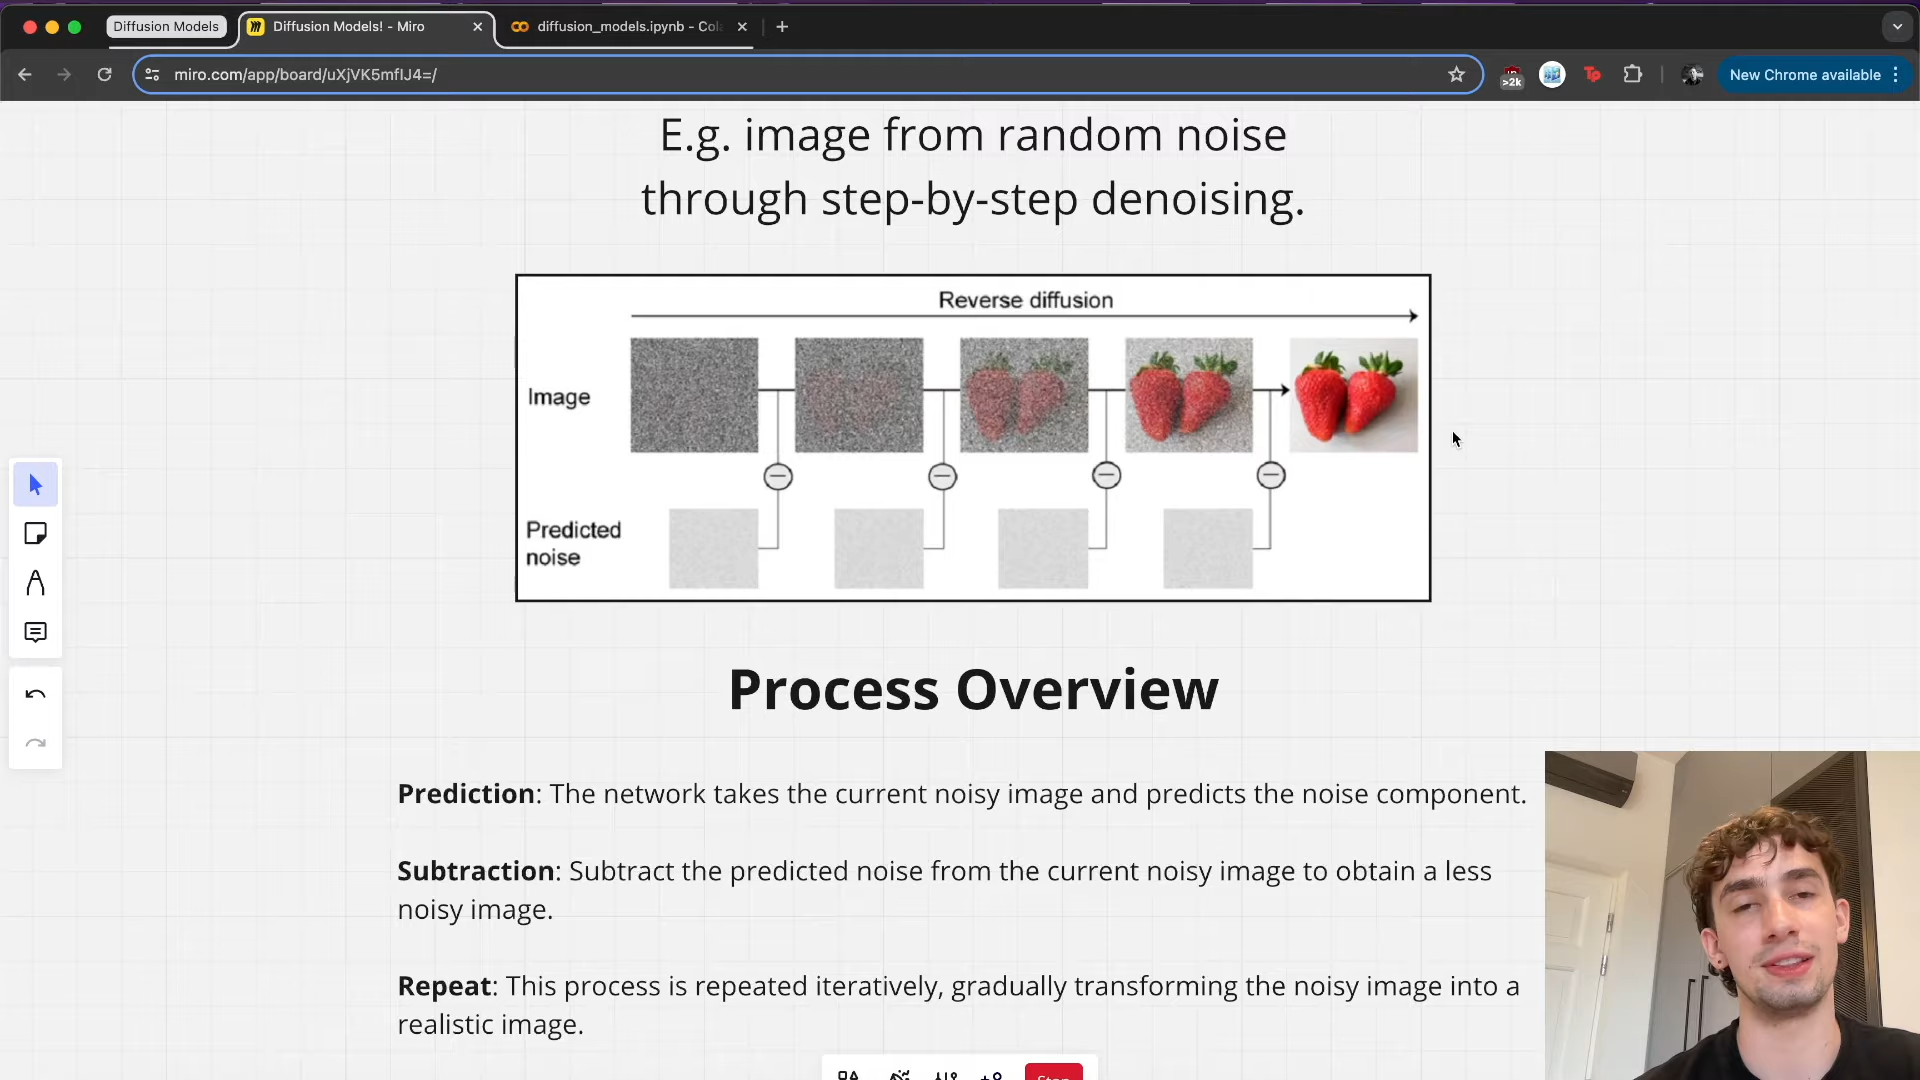 Diffusion Models
Diffusion Models! - Miro
diffusion_models.ipynb - Col
miro.com/app/board/uXjVK5mfIJ4=/
>2k
New Chrome available
E.g. image from random noise
through step-by-step denoising.
Reverse diffusion
Image
Predicted
noise
Process Overview
Prediction: The network takes the current noisy image and predicts the noise component.
Subtraction: Subtract the predicted noise from the current noisy image to obtain a less
noisy image.
Repeat: This process is repeated iteratively, gradually transforming the noisy image into a
realistic image.